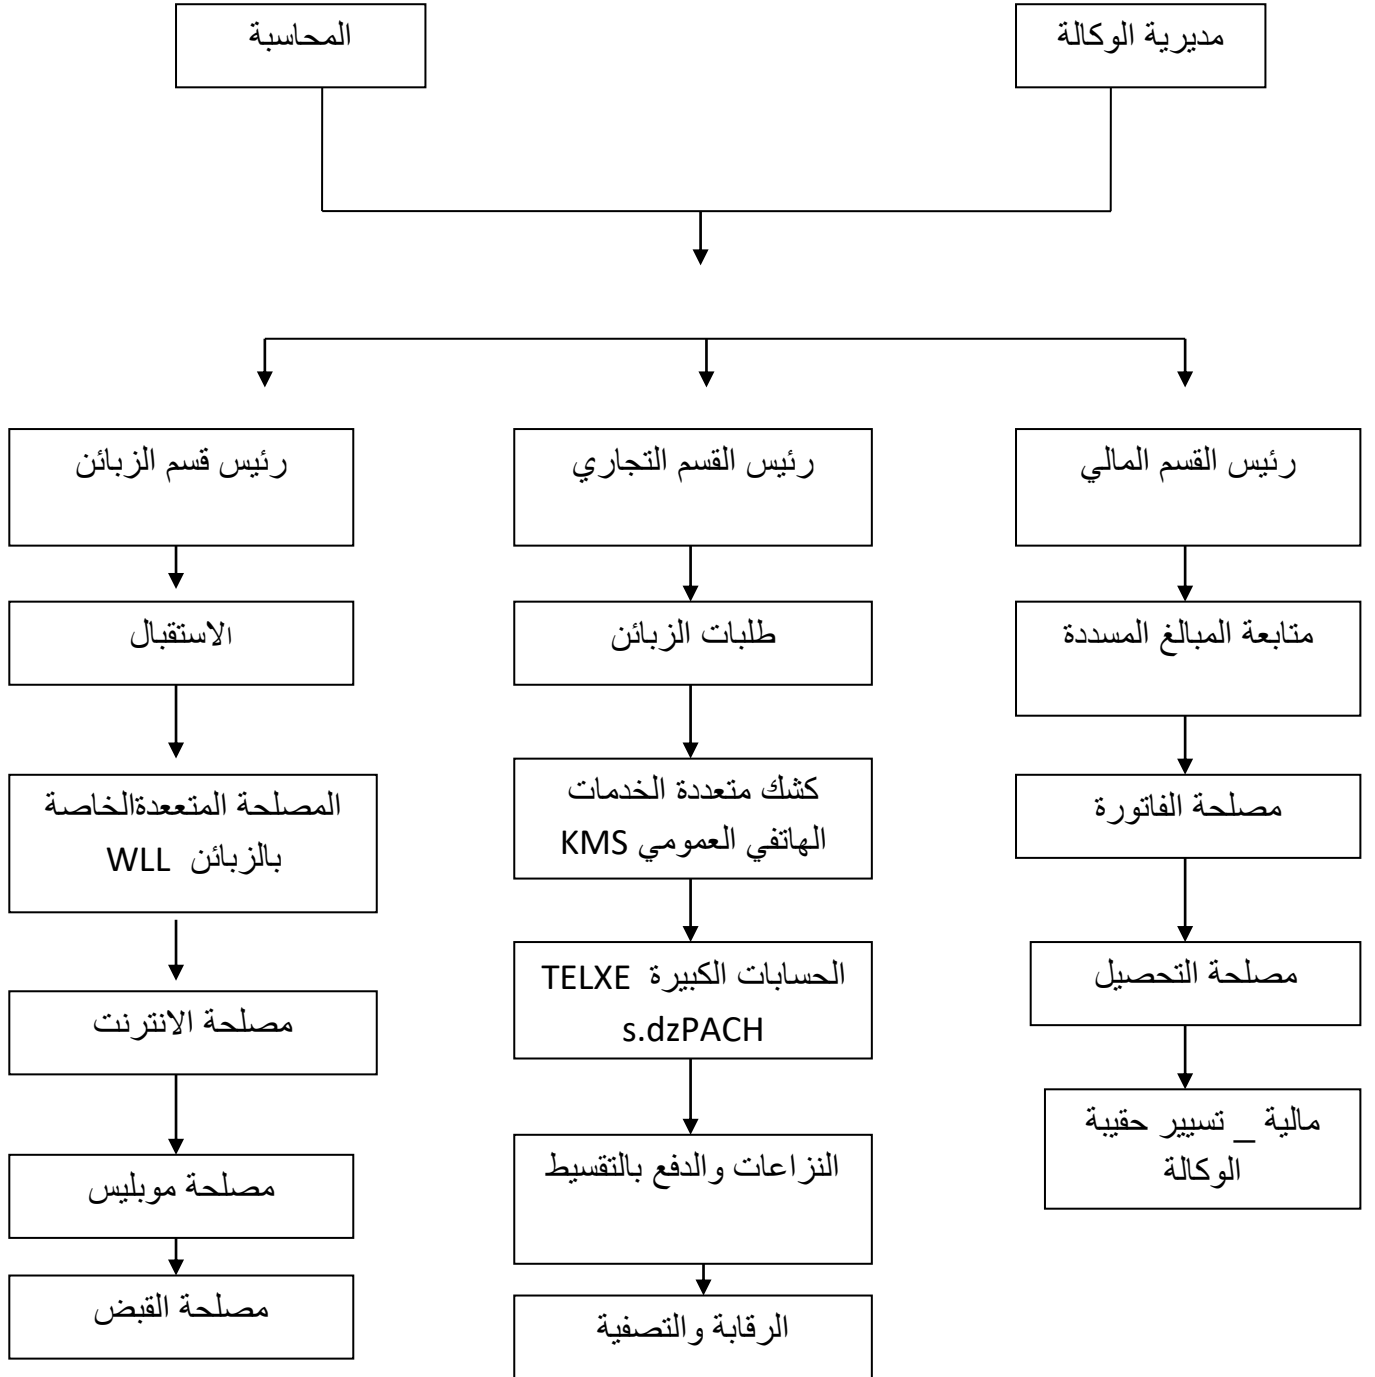 مديرية الوكالة
المحاسبة
رئيس القسم المالي
رئيس القسم التجاري
رئيس قسم الزبائن
متابعة المبالغ المسددة
طلبات الزبائن
الاستقبال
مصلحة الفاتورة
كشك متعددة الخدمات
الهاتفي العمومي KMS
المصلحة المتععدةالخاصة
بالزبائن WLL
مصلحة التحصيل
الحسابات الكبيرة TELXE
s.dzPACH
مصلحة الانترنت
مالية _ تسيير حقيبة
الوكالة
النزاعات والدفع بالتقسيط
مصلحة موبليس
الرقابة والتصفية
مصلحة القبض